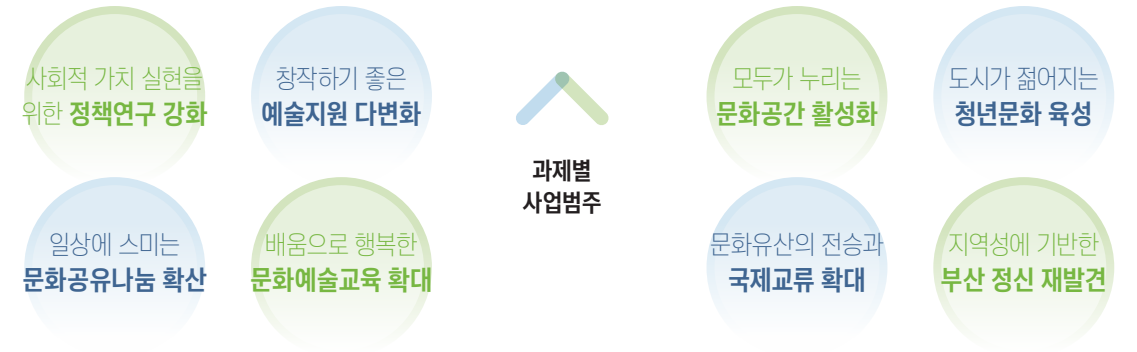 사회적 가치 실현을
위한 정책연구 강화
창작하기 좋은
예술지원 다변화
모두가 누리는
문화공간 활성화
도시가 젊어지는
청년문화 육성
과제별
사업범주
일상에 스미는
문화공유나눔 확산
배움으로 행복한
문화예술교육 확대
문화유산의 전승과
국제교류 확대
지역성에 기반한
부산 정신 재발견